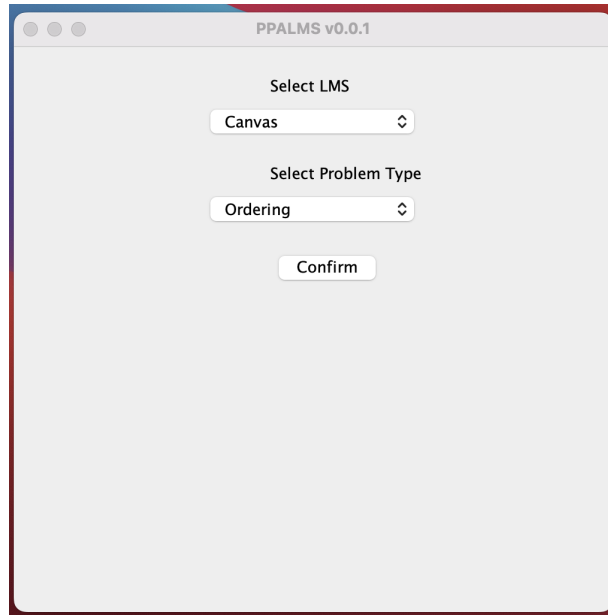 PPALMS v0.0.1
Select LMS
Canvas
Select Problem Type
Ordering
Confirm